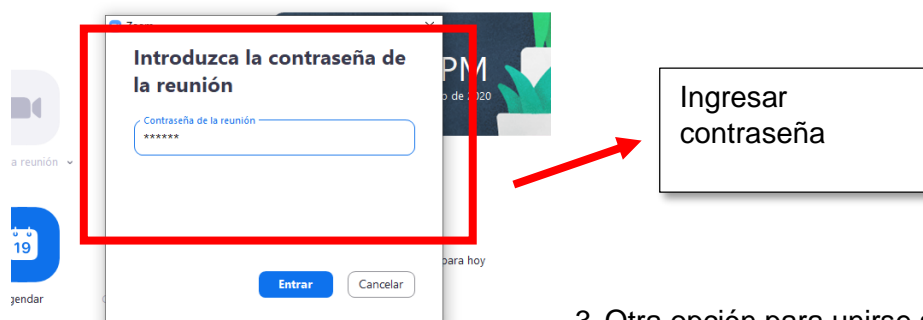 Zoom
Introduzca la contraseña de
la reunión
Contraseña de la reunión
******
Entrar
Cancelar
PM
de 2020
a reunión
19
gendar
para hoy
Ingresar
contraseña
3. Otra opción para unirse